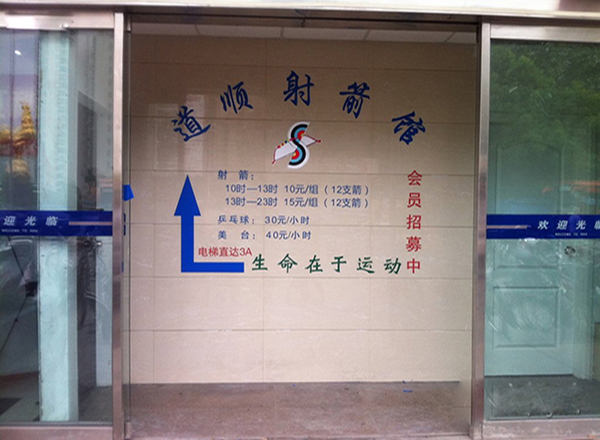 道顺射箭馆
射 箭：
10时—13时 10元/组（12支箭）
13时—23时 15元/组（12支箭）
乒乓球：30元/小时
美 台：40元/小时
电梯直达3A
生命在于运动
会员招募中
迎光临
欢迎光临